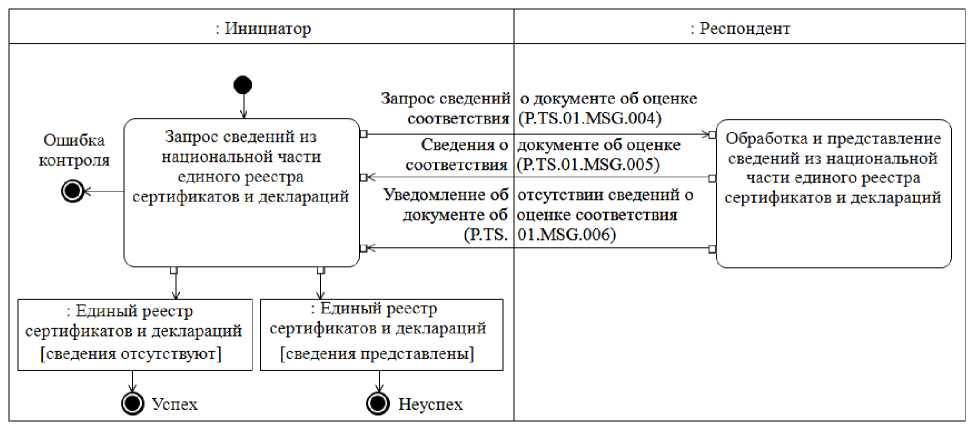 : Инициатор
: Респондент
Запрос сведений о документе об оценке
соответствия (P.TS.01.MSG.004)
Ошибка
контроля
Запрос сведений из
национальной части
единого реестра
сертификатов и деклараций
Сведения о документе об оценке
соответствия (P.TS.01.MSG.005)
Обработка и представление
сведений из национальной
части единого реестра
сертификатов и деклараций
Уведомление об отсутствии сведений о
документе об оценке соответствия
(P.TS. 01.MSG.006)
: Единый реестр
сертификатов и деклараций
[сведения отсутствуют]
: Единый реестр
сертификатов и деклараций
[сведения представлены]
Успех
Неуспех